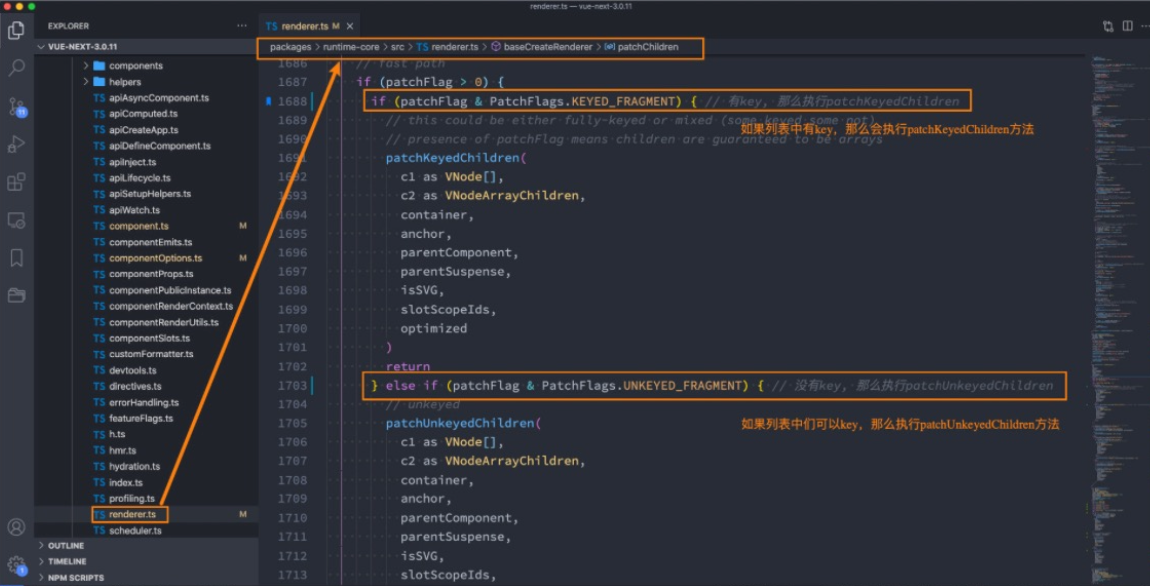 renderer.ts — vue-next-3.0.11
EXPLORER
···
TS renderer.ts M ×
VUE-NEXT-3.0.11
packages > runtime-core > src > TS renderer.ts > baseCreateRenderer > patchChildren
components
helpers
TS apiAsyncComponent.ts
TS apiComputed.ts
TS apiCreateApp.ts
TS apiDefineComponent.ts
TS apiInject.ts
TS apiLifecycle.ts
TS apiSetupHelpers.ts
TS apiWatch.ts
TS component.ts M
TS componentEmits.ts
TS componentOptions.ts M
TS componentProps.ts
TS componentPublicInstance.ts
TS componentRenderContext.ts
TS componentRenderUtils.ts
TS componentSlots.ts
TS customFormatter.ts
TS devtools.ts
TS directives.ts
TS errorHandling.ts
TS featureFlags.ts
TS h.ts
TS hmr.ts
TS hydration.ts
TS index.ts
TS profiling.ts
TS renderer.ts M
TS scheduler.ts
OUTLINE
TIMELINE
NPM SCRIPTS
11
1
1686 // fast path
1687 if (patchFlag > 0) {
1688 if (patchFlag & PatchFlags.KEYED_FRAGMENT) { // 有key, 那么执行patchKeyedChildren
1689 // this could be either fully-keyed or mixed (some keyed some not)
如果列表中有key，那么会执行patchKeyedChildren方法
1690 // presence of patchFlag means children are guaranteed to be arrays
1691 patchKeyedChildren(
1692 c1 as VNode[],
1693 c2 as VNodeArrayChildren,
1694 container,
1695 anchor,
1696 parentComponent,
1697 parentSuspense,
1698 isSVG,
1699 slotScopeIds,
1700 optimized
1701 )
1702 return
1703 } else if (patchFlag & PatchFlags.UNKEYED_FRAGMENT) { // 没有key, 那么执行patchUnkeyedChildren
1704 // unkeyed
1705 patchUnkeyedChildren(
如果列表中们可以key，那么执行patchUnkeyedChildren方法
1706 c1 as VNode[],
1707 c2 as VNodeArrayChildren,
1708 container,
1709 anchor,
1710 parentComponent,
1711 parentSuspense,
1712 isSVG,
1713 slotScopeIds,